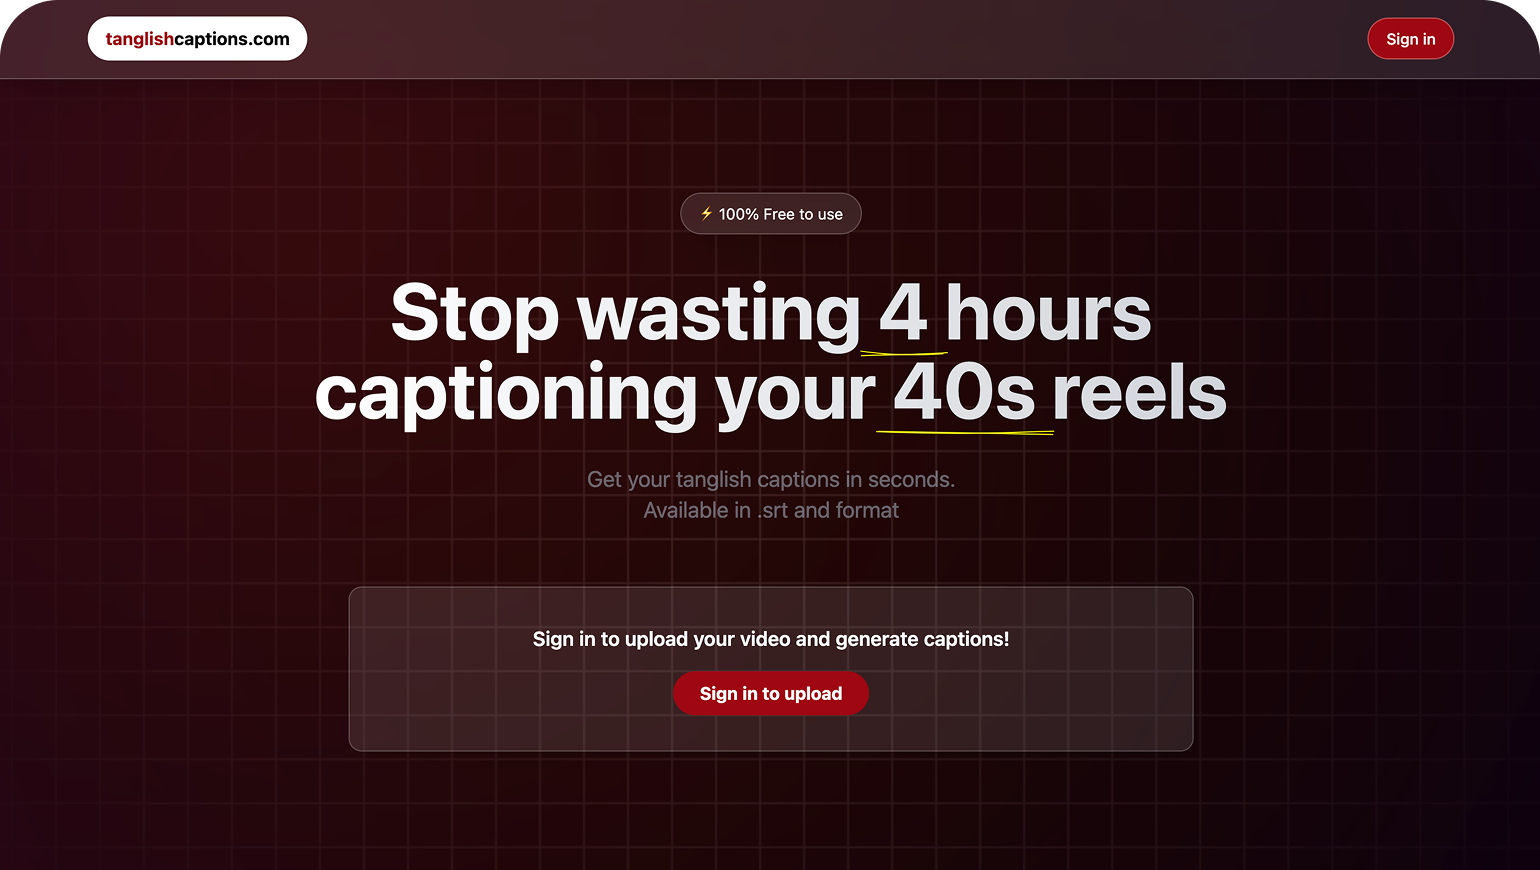 tanglishcaptions.com
Sign in
⚡ 100% Free to use
Stop wasting 4 hours
captioning your 40s reels
Get your tanglish captions in seconds.
Available in .srt and format
Sign in to upload your video and generate captions!
Sign in to upload